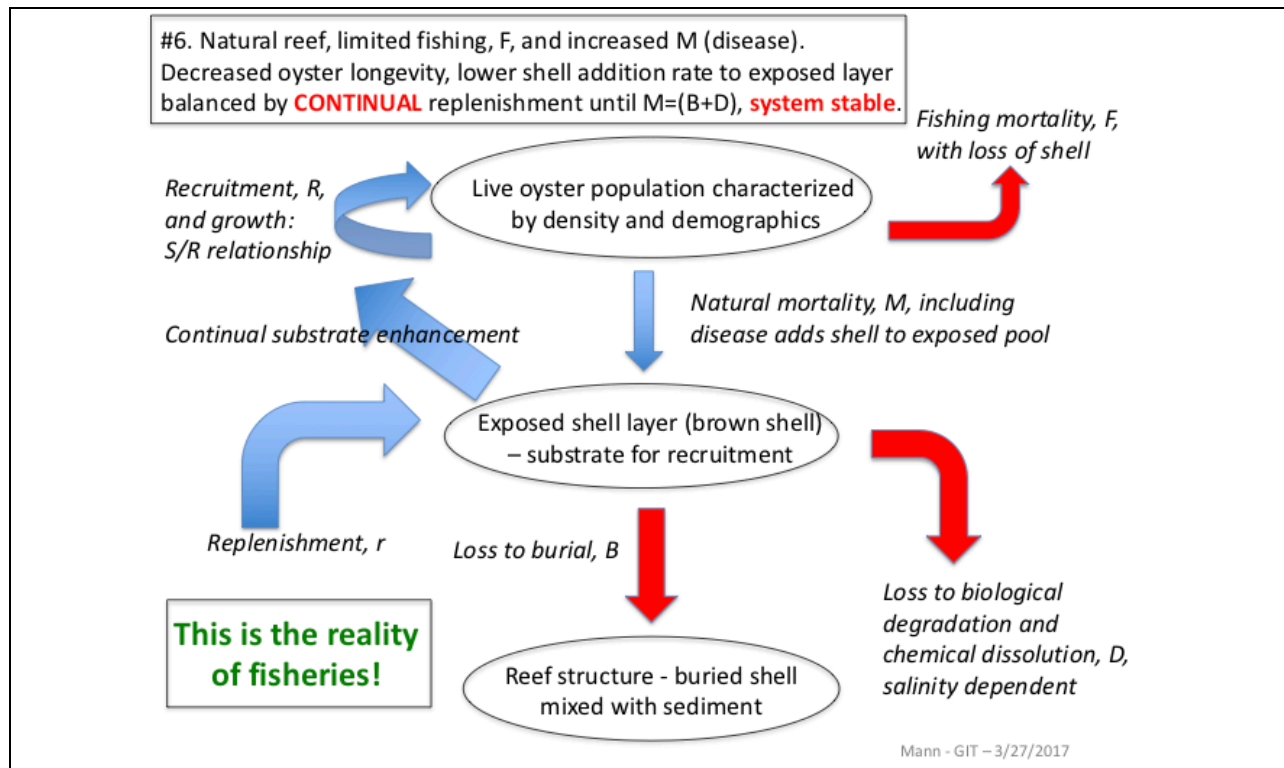 #6. Natural reef, limited fishing, F, and increased M (disease).
Decreased oyster longevity, lower shell addition rate to exposed layer
balanced by CONTINUAL replenishment until M=(B+D), system stable.
Fishing mortality, F,
with loss of shell
Recruitment, R,
and growth:
S/R relationship
Live oyster population characterized
by density and demographics
Natural mortality, M, including
disease adds shell to exposed pool
Continual substrate enhancement
Exposed shell layer (brown shell)
– substrate for recruitment
Replenishment, r
Loss to burial, B
Loss to biological
degradation and
chemical dissolution, D,
salinity dependent
This is the reality
of fisheries!
Reef structure - buried shell
mixed with sediment
Mann - GIT – 3/27/2017